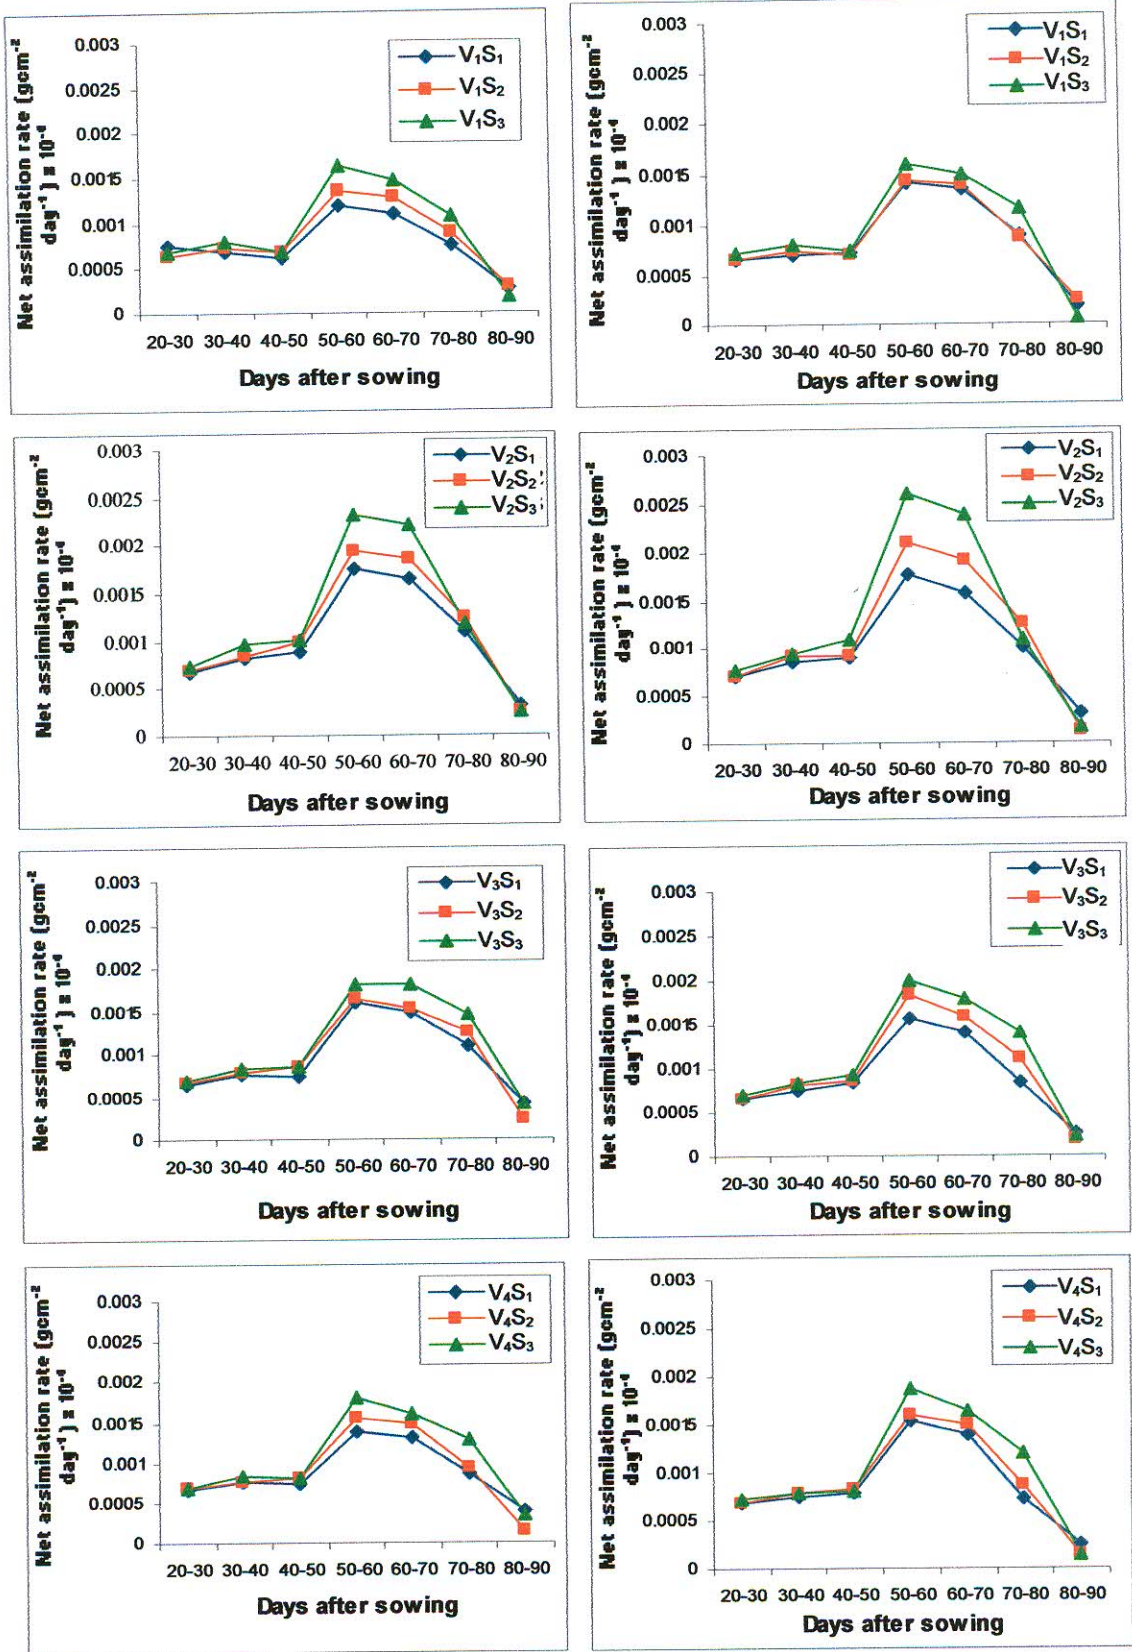 Net assimilation rate (gcm⁻²
day⁻¹) x 10⁻⁴
0.003
0.0025
0.002
0.0015
0.001
0.0005
0
V₁S₁
V₁S₂
V₁S₃
20-30 30-40 40-50 50-60 60-70 70-80 80-90
Days after sowing
Net assimilation rate (gcm⁻²
day⁻¹) x 10⁻⁴
0.003
0.0025
0.002
0.0015
0.001
0.0005
0
V₁S₁
V₁S₂
V₁S₃
20-30 30-40 40-50 50-60 60-70 70-80 80-90
Days after sowing
Net assimilation rate (gcm⁻²
day⁻¹) x 10⁻⁴
0.003
0.0025
0.002
0.0015
0.001
0.0005
0
V₂S₁
V₂S₂
V₂S₃
20-30 30-40 40-50 50-60 60-70 70-80 80-90
Days after sowing
Net assimilation rate (gcm⁻²
day⁻¹) x 10⁻⁴
0.003
0.0025
0.002
0.0015
0.001
0.0005
0
V₂S₁
V₂S₂
V₂S₃
20-30 30-40 40-50 50-60 60-70 70-80 80-90
Days after sowing
Net assimilation rate (gcm⁻²
day⁻¹) x 10⁻⁴
0.003
0.0025
0.002
0.0015
0.001
0.0005
0
V₃S₁
V₃S₂
V₃S₃
20-30 30-40 40-50 50-60 60-70 70-80 80-90
Days after sowing
Net assimilation rate (gcm⁻²
day⁻¹) x 10⁻⁴
0.003
0.0025
0.002
0.0015
0.001
0.0005
0
V₃S₁
V₃S₂
V₃S₃
20-30 30-40 40-50 50-60 60-70 70-80 80-90
Days after sowing
Net assimilation rate (gcm⁻²
day⁻¹) x 10⁻⁴
0.003
0.0025
0.002
0.0015
0.001
0.0005
0
V₄S₁
V₄S₂
V₄S₃
20-30 30-40 40-50 50-60 60-70 70-80 80-90
Days after sowing
Net assimilation rate (gcm⁻²
day⁻¹) x 10⁻⁴
0.003
0.0025
0.002
0.0015
0.001
0.0005
0
V₄S₁
V₄S₂
V₄S₃
20-30 30-40 40-50 50-60 60-70 70-80 80-90
Days after sowing